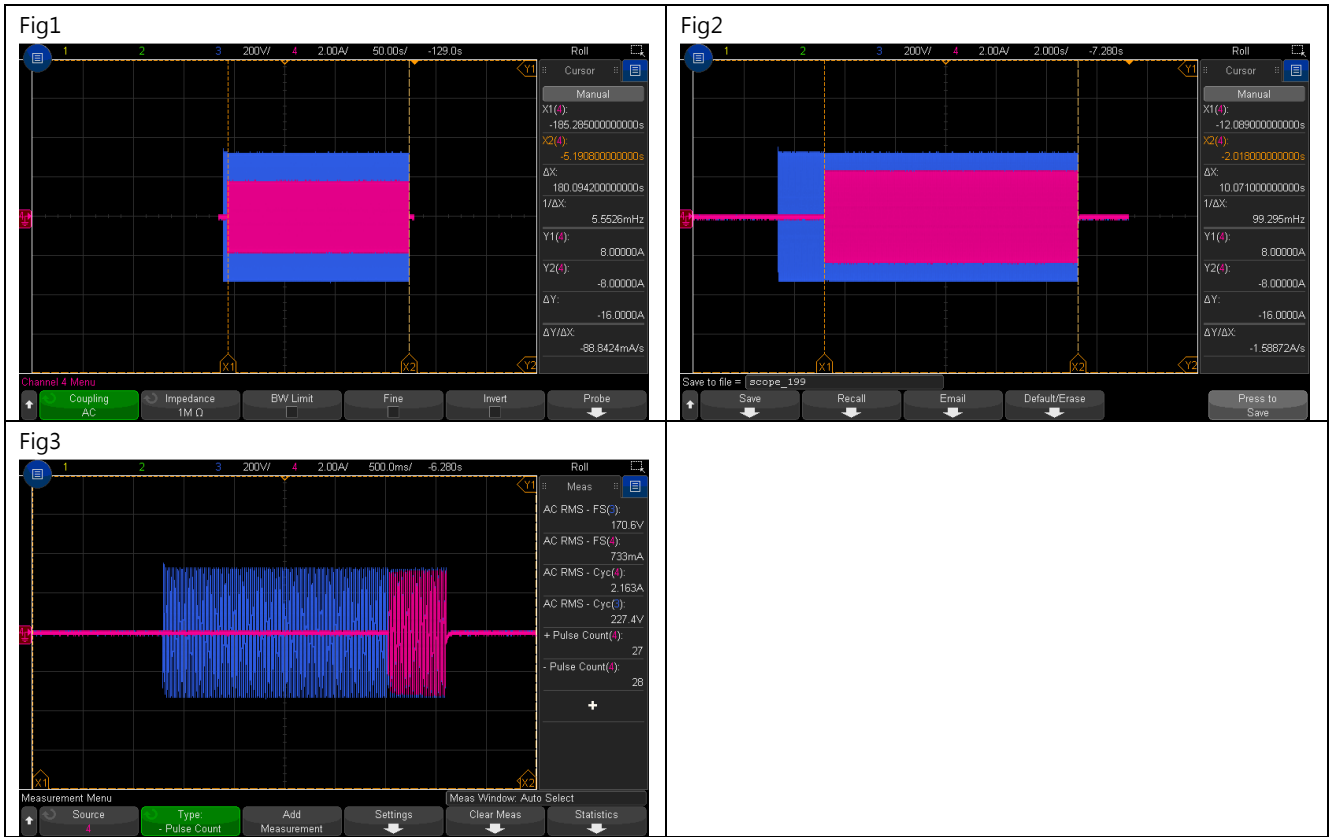 Fig1
1 2 3 200V/ 4 2.00A/ 50.00s/ -129.0s Roll
Y1
Cursor
Manual
X1(4):
-185.285000000000s
X2(4):
-5.190800000000s
ΔX:
180.094200000000s
1/ΔX:
5.5526mHz
Y1(4):
8.00000A
Y2(4):
-8.00000A
ΔY:
-16.0000A
ΔY/ΔX:
-88.8424mA/s
X1 X2 Y2
Channel 4 Menu
Coupling
AC
Impedance
1M Ω
BW Limit
Fine
Invert
Probe
Fig2
1 2 3 200V/ 4 2.00A/ 2.000s/ -7.280s Roll
Y1
Cursor
Manual
X1(4):
-12.089000000000s
X2(4):
-2.018000000000s
ΔX:
10.071000000000s
1/ΔX:
99.295mHz
Y1(4):
8.00000A
Y2(4):
-8.00000A
ΔY:
-16.0000A
ΔY/ΔX:
-1.58872A/s
X1 X2 Y2
Save to file = scope_199
Save
Recall
Email
Default/Erase
Press to
Save
Fig3
1 2 3 200V/ 4 2.00A/ 500.0ms/ -6.280s Roll
Y1
Meas
AC RMS - FS(3):
170.6V
AC RMS - FS(4):
733mA
AC RMS - Cyc(4):
2.163A
AC RMS - Cyc(3):
227.4V
+ Pulse Count(4):
27
- Pulse Count(4):
28
X1 X2
Measurement Menu
Meas Window: Auto Select
Source
4
Type:
- Pulse Count
Add
Measurement
Settings
Clear Meas
Statistics